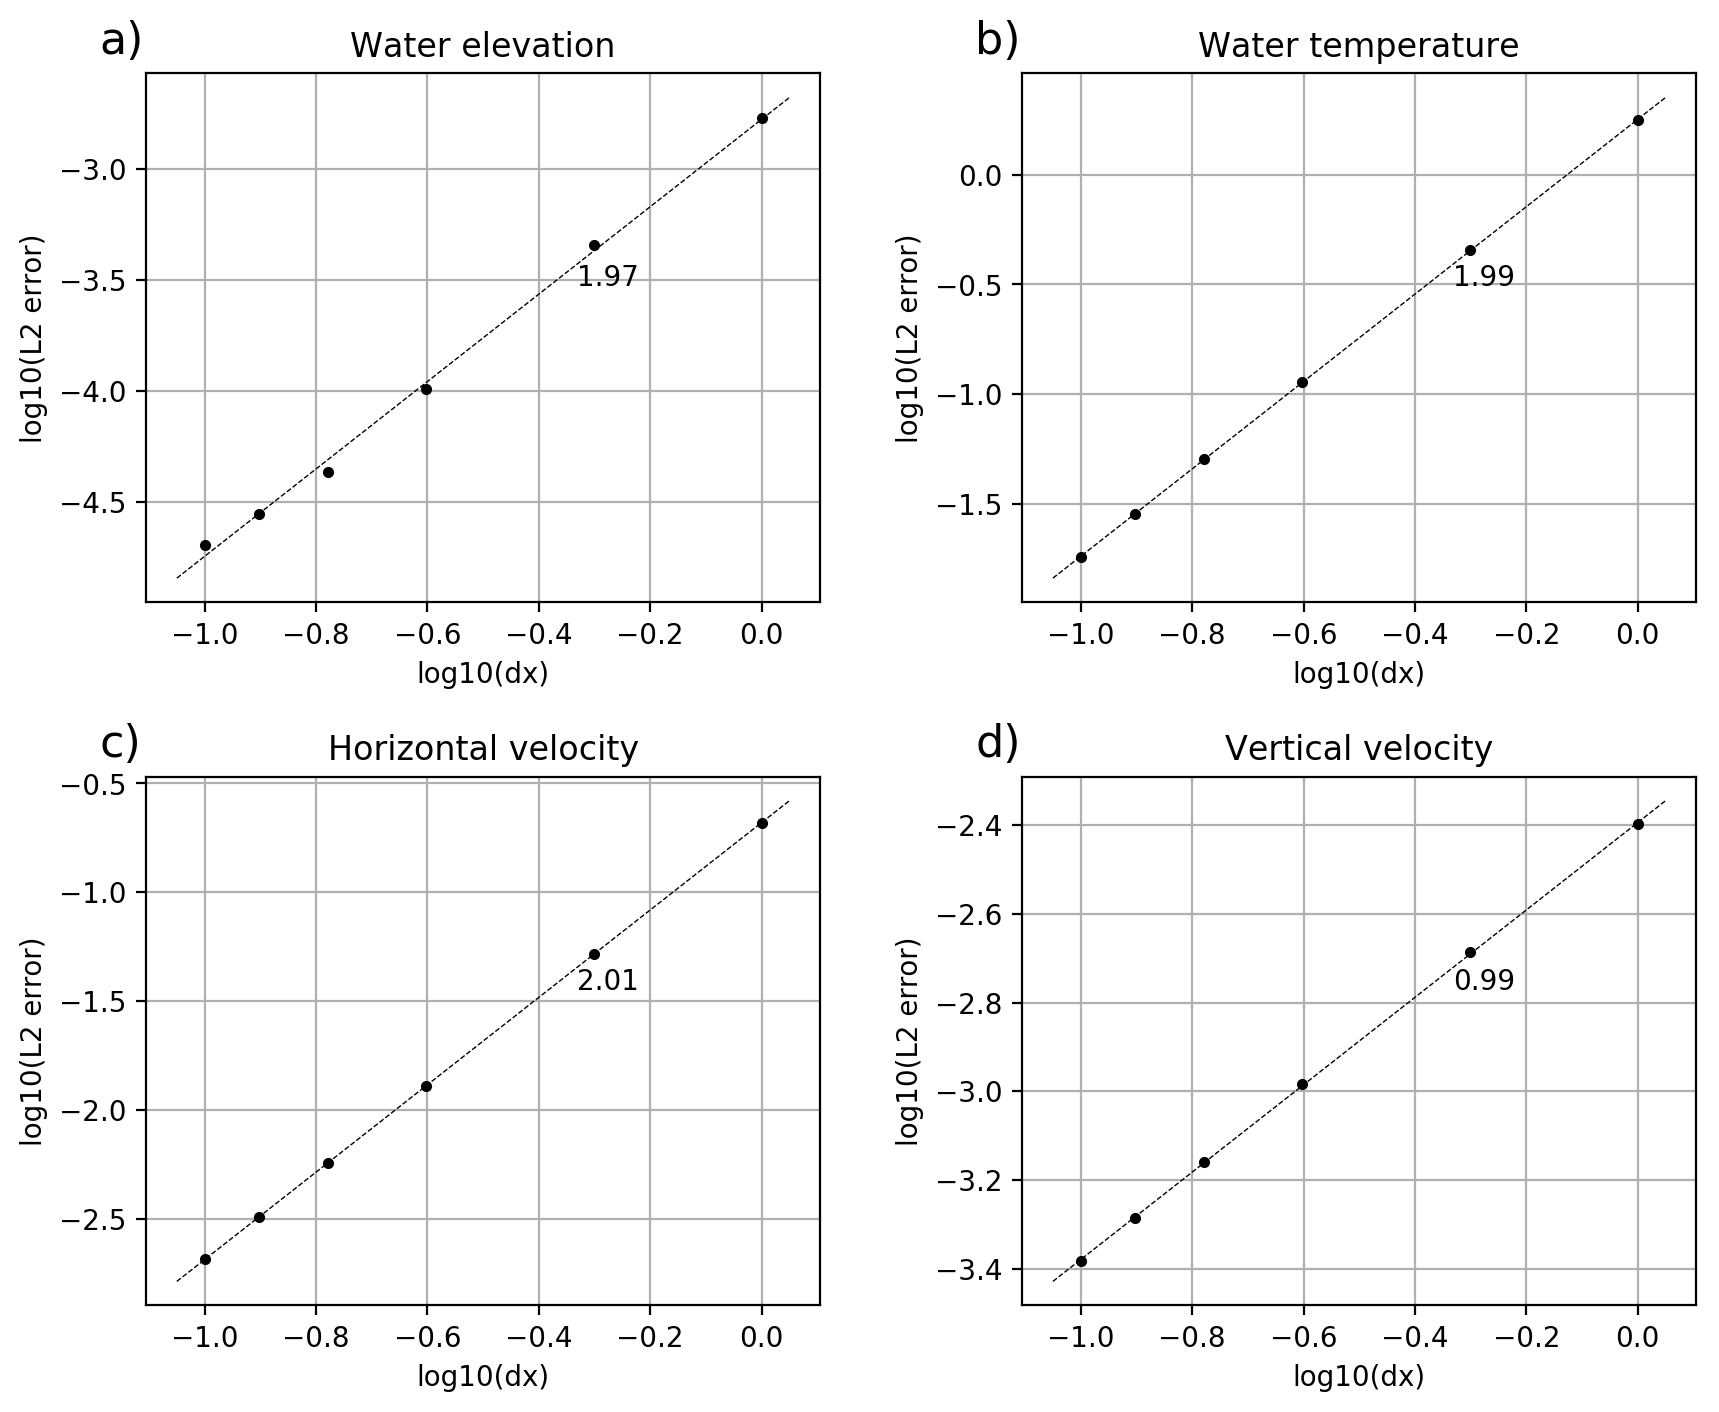 a)
Water elevation
−3.0
−3.5
−4.0
−4.5
log10(L2 error)
1.97
−1.0 −0.8 −0.6 −0.4 −0.2 0.0
log10(dx)
b)
Water temperature
0.0
−0.5
−1.0
−1.5
log10(L2 error)
1.99
−1.0 −0.8 −0.6 −0.4 −0.2 0.0
log10(dx)
c)
Horizontal velocity
−0.5
−1.0
−1.5
−2.0
−2.5
log10(L2 error)
2.01
−1.0 −0.8 −0.6 −0.4 −0.2 0.0
log10(dx)
d)
Vertical velocity
−2.4
−2.6
−2.8
−3.0
−3.2
−3.4
log10(L2 error)
0.99
−1.0 −0.8 −0.6 −0.4 −0.2 0.0
log10(dx)